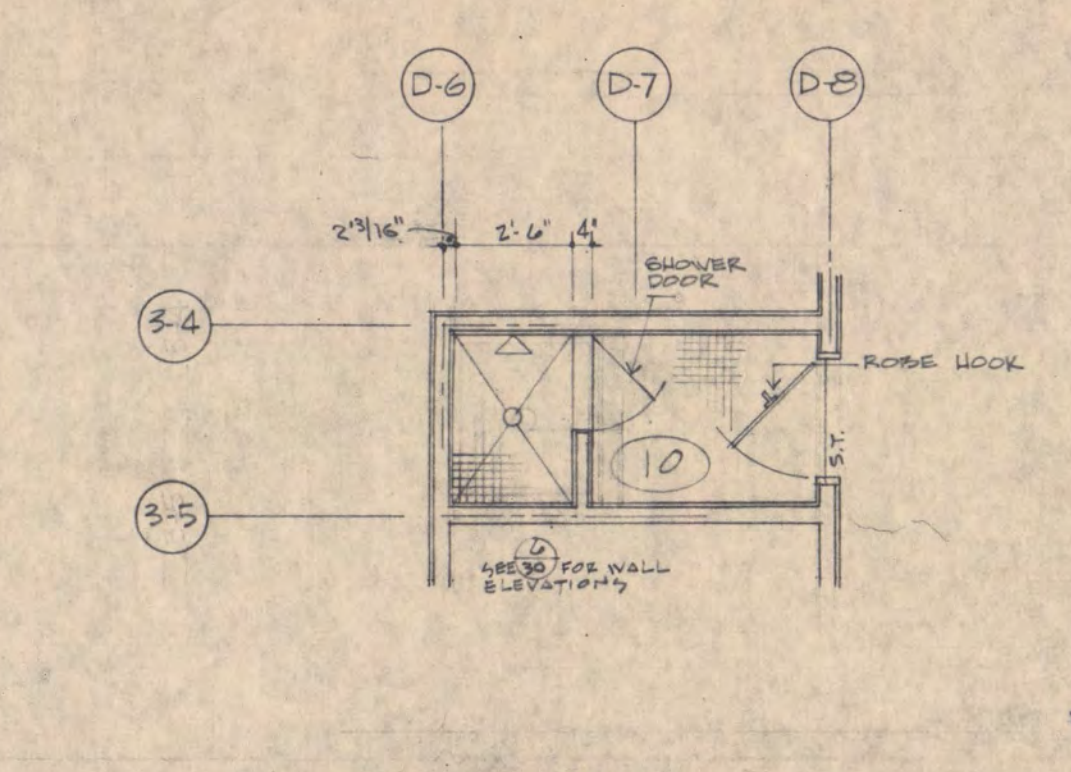 D-6 D-7 D-8
2'3/16" 2'-6" 4"
SHOWER
DOOR
3-4
ROBE HOOK
10
S.T.
3-5
6
SEE 30 FOR WALL
ELEVATIONS